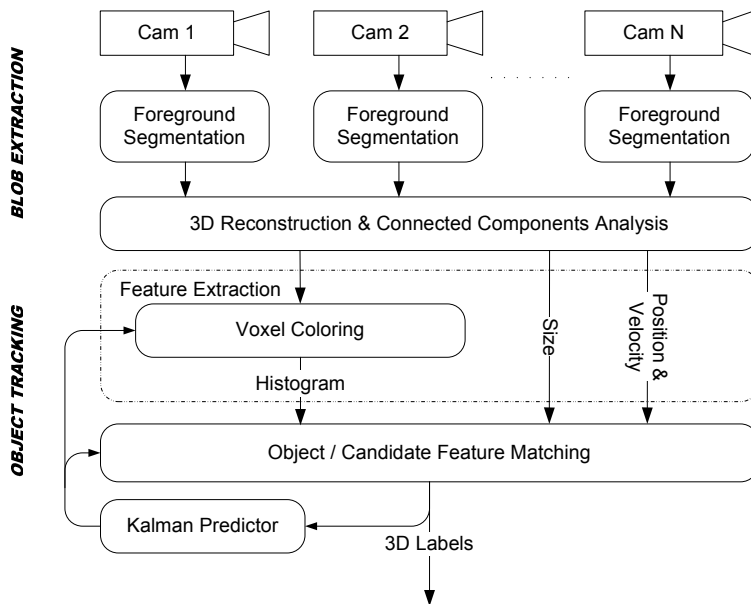 Cam 1
Cam 2
Cam N
BLOB EXTRACTION
Foreground
Segmentation
Foreground
Segmentation
Foreground
Segmentation
3D Reconstruction & Connected Components Analysis
OBJECT TRACKING
Feature Extraction
Voxel Coloring
Histogram
Size
Position &
Velocity
Object / Candidate Feature Matching
Kalman Predictor
3D Labels